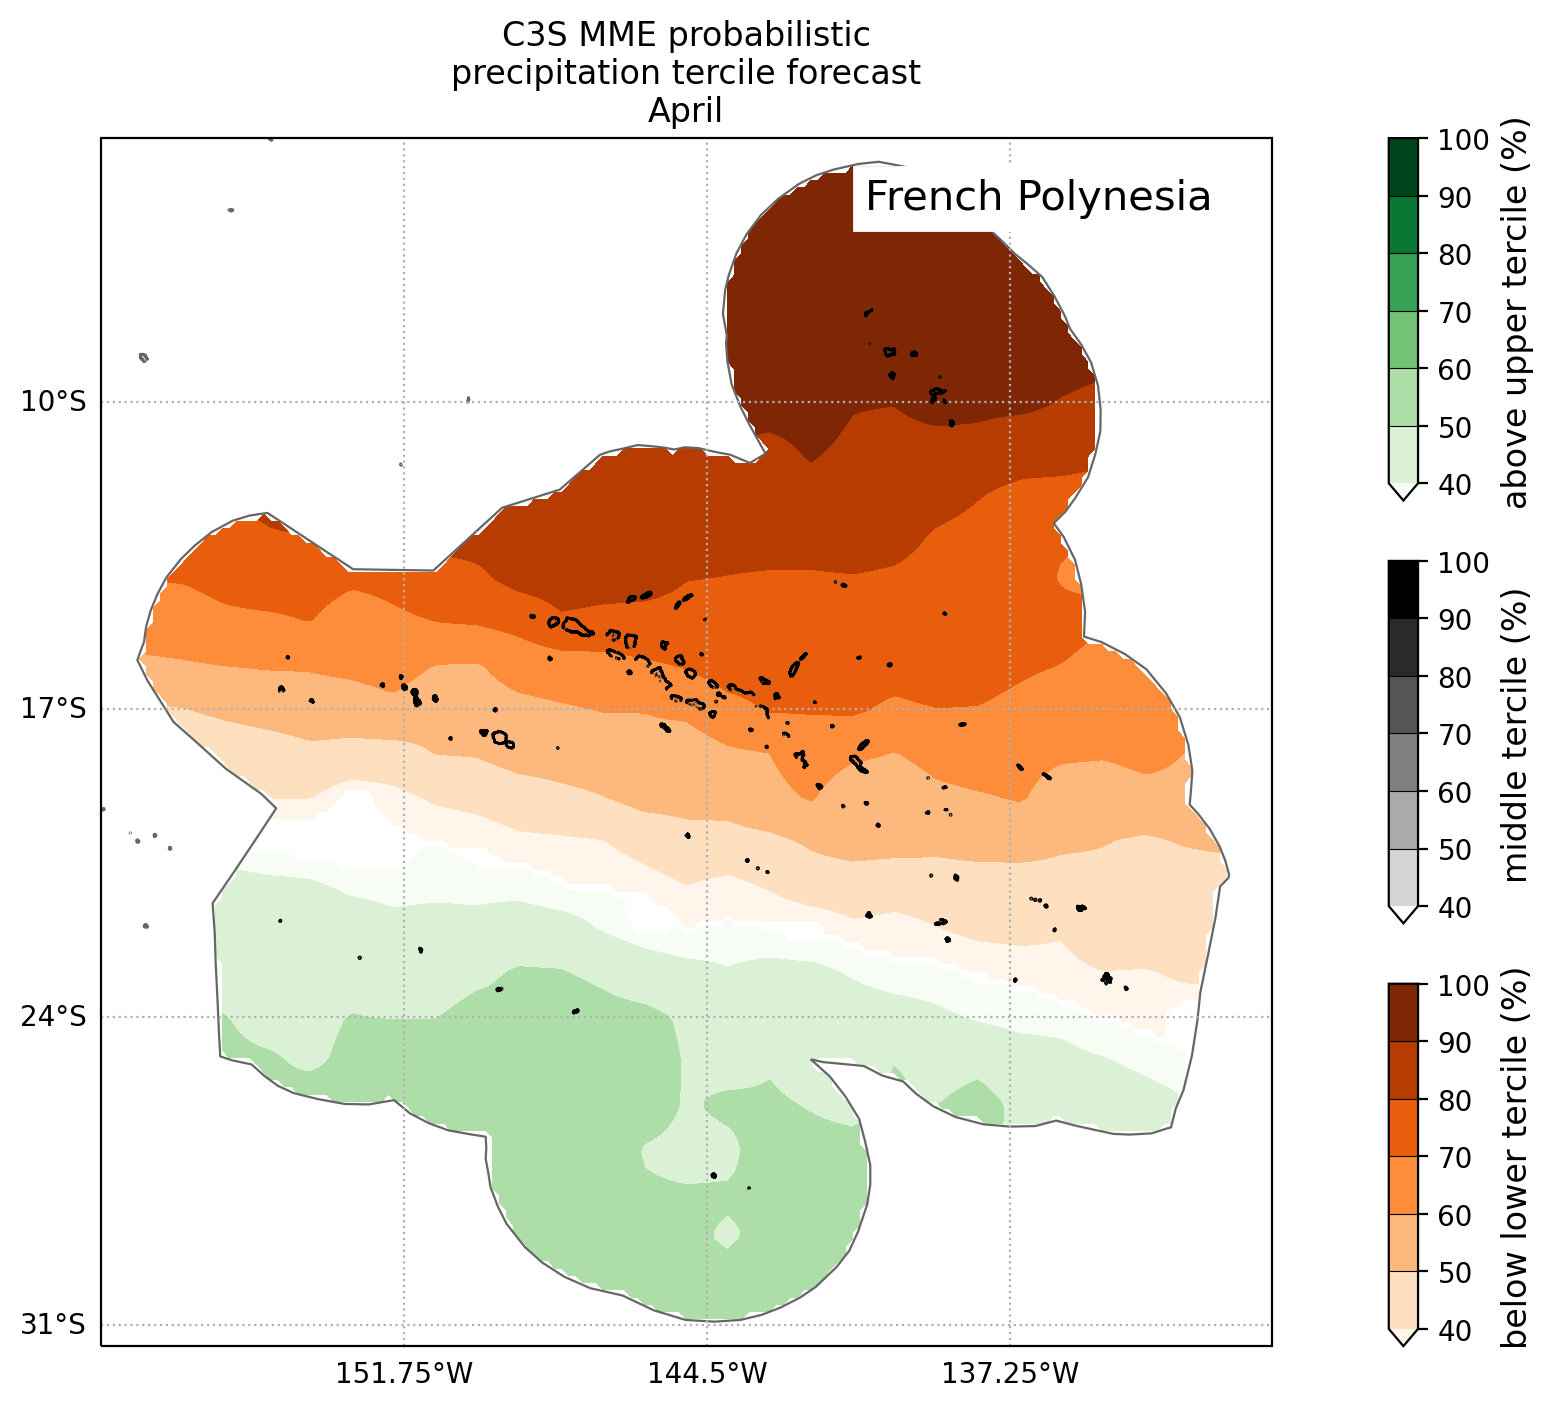 C3S MME probabilistic
precipitation tercile forecast
April
French Polynesia
10°S
17°S
24°S
31°S
151.75°W
144.5°W
137.25°W
100
90
80
70
60
50
40
above upper tercile (%)
100
90
80
70
60
50
40
middle tercile (%)
100
90
80
70
60
50
40
below lower tercile (%)